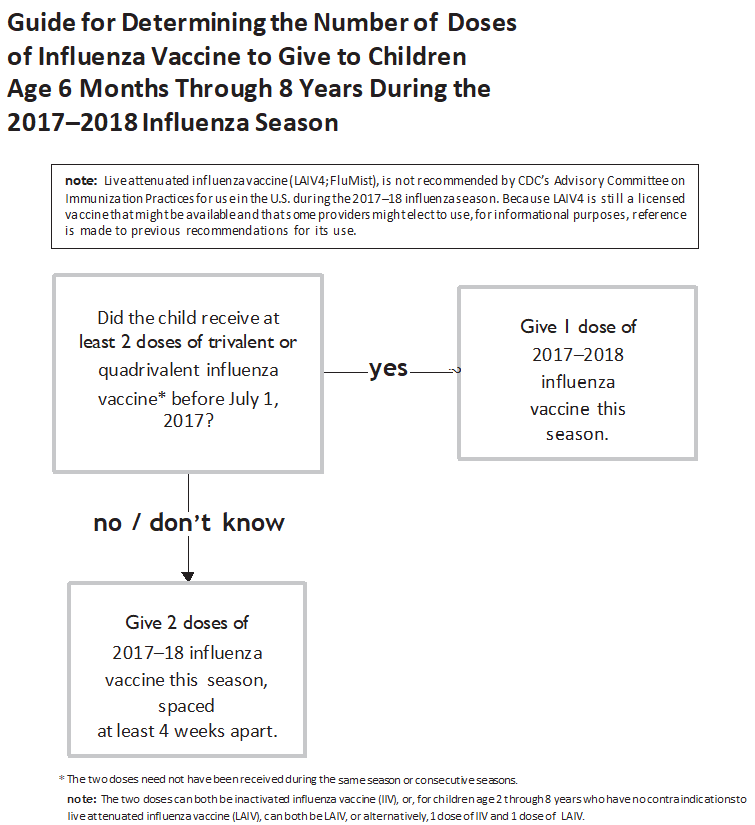 Guide for Determining the Number of Doses
of Influenza Vaccine to Give to Children
Age 6 Months Through 8 Years During the
2017–2018 Influenza Season
note: Live attenuated influenza vaccine (LAIV4; FluMist), is not recommended by CDC's Advisory Committee on
Immunization Practices for use in the U.S. during the 2017–18 influenza season. Because LAIV4 is still a licensed
vaccine that might be available and that some providers might elect to use, for informational purposes, reference
is made to previous recommendations for its use.
Did the child receive at
least 2 doses of trivalent or
quadrivalent influenza
vaccine* before July 1,
2017?
yes
Give 1 dose of
2017–2018
influenza
vaccine this
season.
no / don't know
Give 2 doses of
2017–18 influenza
vaccine this season,
spaced
at least 4 weeks apart.
* The two doses need not have been received during the same season or consecutive seasons.
note: The two doses can both be inactivated influenza vaccine (IIV), or, for children age 2 through 8 years who have no contraindications to
live attenuated influenza vaccine (LAIV), can both be LAIV, or alternatively, 1 dose of IIV and 1 dose of LAIV.